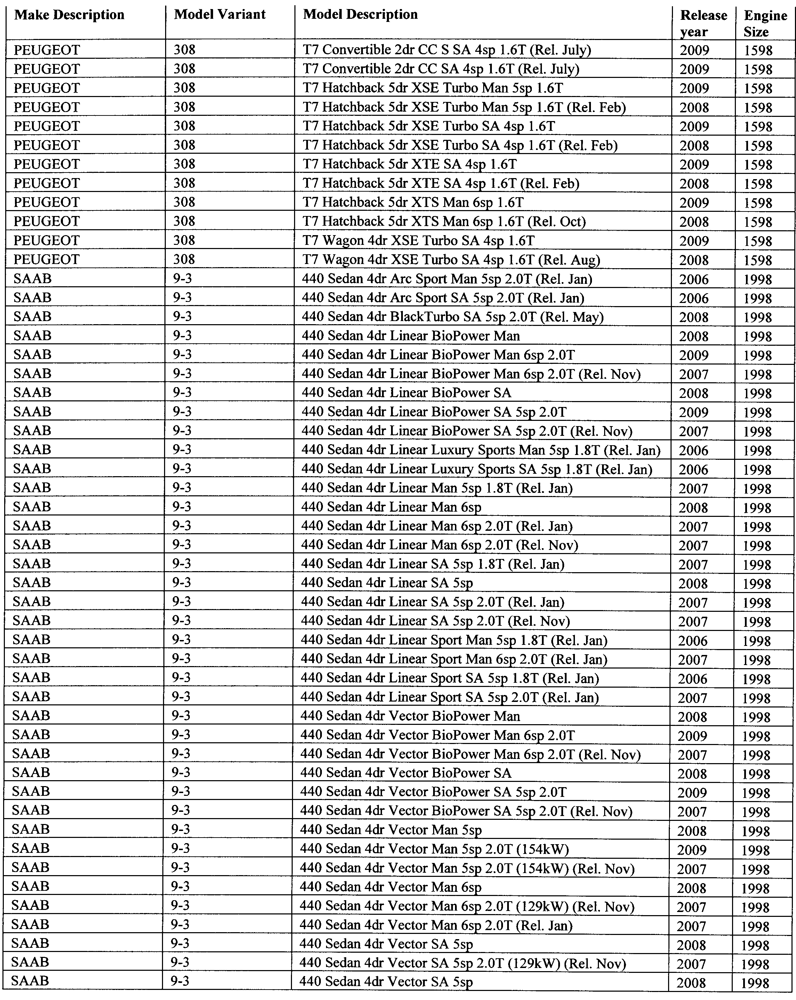 Make Description Model Variant Model Description Release year Engine Size
PEUGEOT 308 T7 Convertible 2dr CC S SA 4sp 1.6T (Rel. July) 2009 1598
PEUGEOT 308 T7 Convertible 2dr CC SA 4sp 1.6T (Rel. July) 2009 1598
PEUGEOT 308 T7 Hatchback 5dr XSE Turbo Man 5sp 1.6T 2009 1598
PEUGEOT 308 T7 Hatchback 5dr XSE Turbo Man 5sp 1.6T (Rel. Feb) 2008 1598
PEUGEOT 308 T7 Hatchback 5dr XSE Turbo SA 4sp 1.6T 2009 1598
PEUGEOT 308 T7 Hatchback 5dr XSE Turbo SA 4sp 1.6T (Rel. Feb) 2008 1598
PEUGEOT 308 T7 Hatchback 5dr XTE SA 4sp 1.6T 2009 1598
PEUGEOT 308 T7 Hatchback 5dr XTE SA 4sp 1.6T (Rel. Feb) 2008 1598
PEUGEOT 308 T7 Hatchback 5dr XTS Man 6sp 1.6T 2009 1598
PEUGEOT 308 T7 Hatchback 5dr XTS Man 6sp 1.6T (Rel. Oct) 2008 1598
PEUGEOT 308 T7 Wagon 4dr XSE Turbo SA 4sp 1.6T 2009 1598
PEUGEOT 308 T7 Wagon 4dr XSE Turbo SA 4sp 1.6T (Rel. Aug) 2008 1598
SAAB 9-3 440 Sedan 4dr Arc Sport Man 5sp 2.0T (Rel. Jan) 2006 1998
SAAB 9-3 440 Sedan 4dr Arc Sport SA 5sp 2.0T (Rel. Jan) 2006 1998
SAAB 9-3 440 Sedan 4dr BlackTurbo SA 5sp 2.0T (Rel. May) 2008 1998
SAAB 9-3 440 Sedan 4dr Linear BioPower Man 2008 1998
SAAB 9-3 440 Sedan 4dr Linear BioPower Man 6sp 2.0T 2009 1998
SAAB 9-3 440 Sedan 4dr Linear BioPower Man 6sp 2.0T (Rel. Nov) 2007 1998
SAAB 9-3 440 Sedan 4dr Linear BioPower SA 2008 1998
SAAB 9-3 440 Sedan 4dr Linear BioPower SA 5sp 2.0T 2009 1998
SAAB 9-3 440 Sedan 4dr Linear BioPower SA 5sp 2.0T (Rel. Nov) 2007 1998
SAAB 9-3 440 Sedan 4dr Linear Luxury Sports Man 5sp 1.8T (Rel. Jan) 2006 1998
SAAB 9-3 440 Sedan 4dr Linear Luxury Sports SA 5sp 1.8T (Rel. Jan) 2006 1998
SAAB 9-3 440 Sedan 4dr Linear Man 5sp 1.8T (Rel. Jan) 2007 1998
SAAB 9-3 440 Sedan 4dr Linear Man 6sp 2008 1998
SAAB 9-3 440 Sedan 4dr Linear Man 6sp 2.0T (Rel. Jan) 2007 1998
SAAB 9-3 440 Sedan 4dr Linear Man 6sp 2.0T (Rel. Nov) 2007 1998
SAAB 9-3 440 Sedan 4dr Linear SA 5sp 1.8T (Rel. Jan) 2007 1998
SAAB 9-3 440 Sedan 4dr Linear SA 5sp 2008 1998
SAAB 9-3 440 Sedan 4dr Linear SA 5sp 2.0T (Rel. Jan) 2007 1998
SAAB 9-3 440 Sedan 4dr Linear SA 5sp 2.0T (Rel. Nov) 2007 1998
SAAB 9-3 440 Sedan 4dr Linear Sport Man 5sp 1.8T (Rel. Jan) 2006 1998
SAAB 9-3 440 Sedan 4dr Linear Sport Man 6sp 2.0T (Rel. Jan) 2007 1998
SAAB 9-3 440 Sedan 4dr Linear Sport SA 5sp 1.8T (Rel. Jan) 2006 1998
SAAB 9-3 440 Sedan 4dr Linear Sport SA 5sp 2.0T (Rel. Jan) 2007 1998
SAAB 9-3 440 Sedan 4dr Vector BioPower Man 2008 1998
SAAB 9-3 440 Sedan 4dr Vector BioPower Man 6sp 2.0T 2009 1998
SAAB 9-3 440 Sedan 4dr Vector BioPower Man 6sp 2.0T (Rel. Nov) 2007 1998
SAAB 9-3 440 Sedan 4dr Vector BioPower SA 2008 1998
SAAB 9-3 440 Sedan 4dr Vector BioPower SA 5sp 2.0T 2009 1998
SAAB 9-3 440 Sedan 4dr Vector BioPower SA 5sp 2.0T (Rel. Nov) 2007 1998
SAAB 9-3 440 Sedan 4dr Vector Man 5sp 2008 1998
SAAB 9-3 440 Sedan 4dr Vector Man 5sp 2.0T (154kW) 2009 1998
SAAB 9-3 440 Sedan 4dr Vector Man 5sp 2.0T (154kW) (Rel. Nov) 2007 1998
SAAB 9-3 440 Sedan 4dr Vector Man 6sp 2008 1998
SAAB 9-3 440 Sedan 4dr Vector Man 6sp 2.0T (129kW) (Rel. Nov) 2007 1998
SAAB 9-3 440 Sedan 4dr Vector Man 6sp 2.0T (Rel. Jan) 2007 1998
SAAB 9-3 440 Sedan 4dr Vector SA 5sp 2008 1998
SAAB 9-3 440 Sedan 4dr Vector SA 5sp 2.0T (129kW) (Rel. Nov) 2007 1998
SAAB 9-3 440 Sedan 4dr Vector SA 5sp 2008 1998